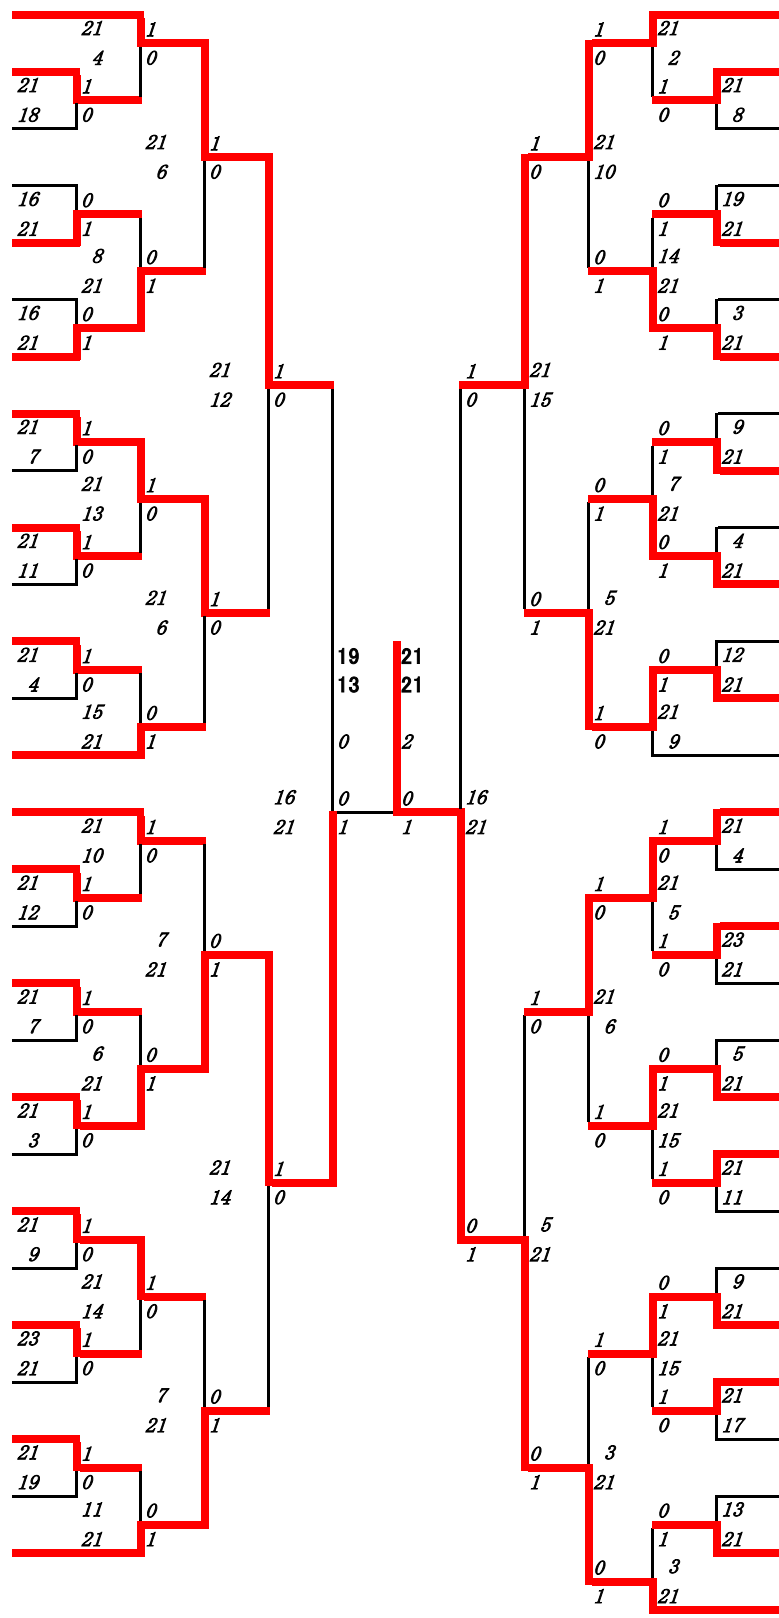 21 1 1 21
4 0 0 2
21 1 1 21
18 0 0 8
21 1 1 21
6 0 0 10
16 0 0 19
21 1 1 21
8 0 0 14
21 1 1 21
16 0 0 3
21 1 1 21
21 1 1 21
12 0 0 15
21 1 0 9
7 0 1 21
21 1 0 7
13 0 1 21
21 1 0 4
11 0 1 21
21 1 0 5
6 0 1 21
21 1 19 21 0 12
4 0 13 21 1 21
15 0 1 21
21 1 0 2 0 9
16 0 0 16
21 1 21 1 1 21 1 21
10 0 0 4
21 1 1 21
12 0 0 5
7 0 1 23
21 1 0 21
21 1 1 21
7 0 0 6
6 0 0 5
21 1 1 21
21 1 1 21
3 0 0 15
21 1 1 21
14 0 0 11
21 1 0 5
9 0 1 21
21 1 0 9
14 0 1 21
23 1 1 21
21 0 0 15
7 0 1 21
21 1 0 17
21 1 0 3
19 0 1 21
11 0 0 13
21 1 1 21
0 3
1 21